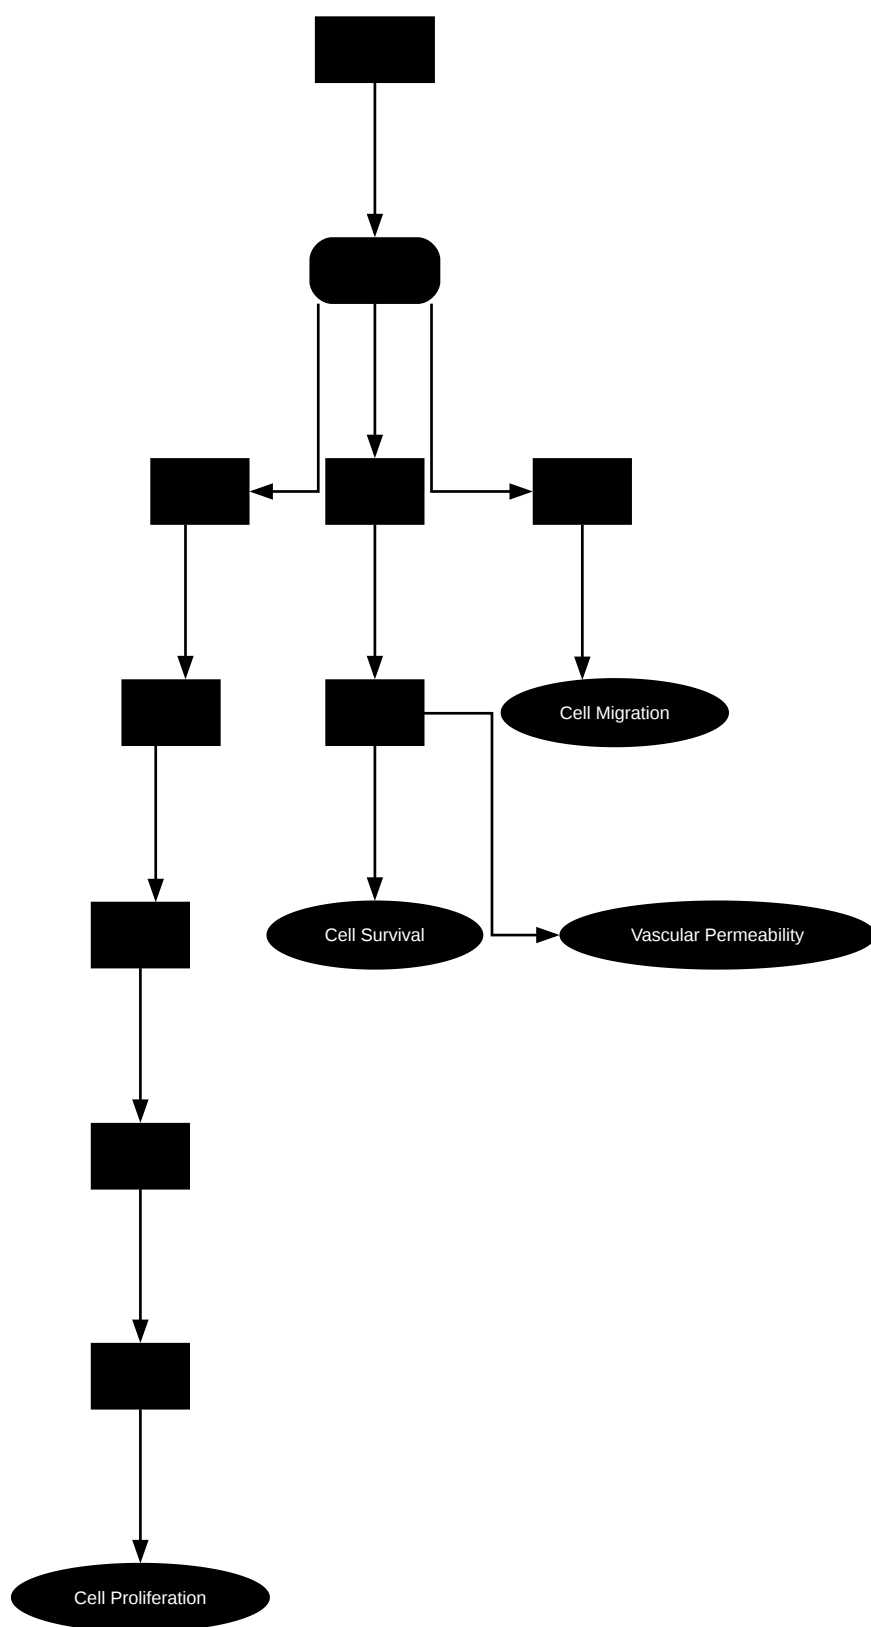 Cell Migration
Cell Survival
Vascular Permeability
Cell Proliferation